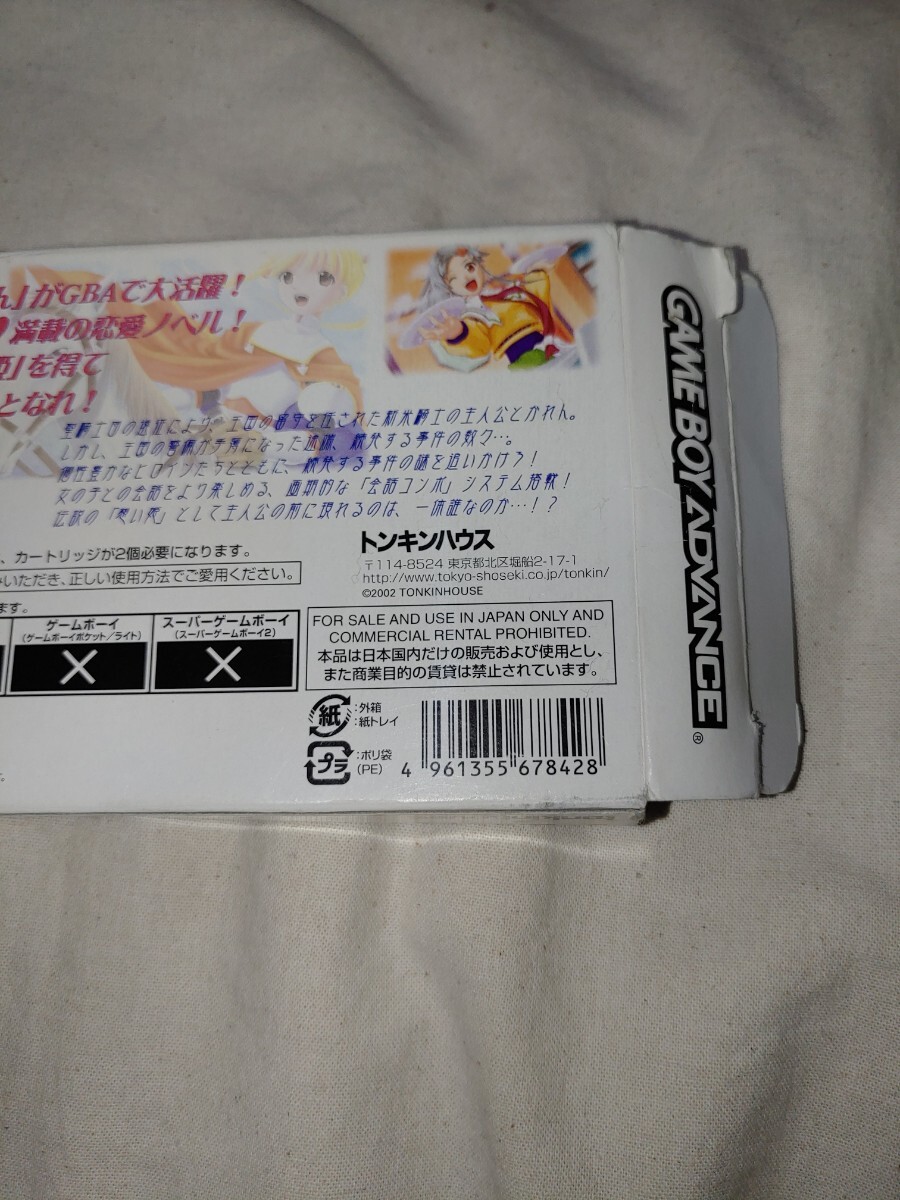 ん」がGBAで大活躍！
満載の恋愛ノベル！
」を得て
となれ！
聖騎士団の遠征により、王田の留守を任された新米騎士の主人公とかれん。
しかし、王田の警備が手薄になった途端、頻発する事件の数々…。
個性豊かなヒロインたちとともに、頻発する事件の謎を追いかけろ！
女の子との会話をより楽しめる、画期的な「会話コンボ」システム搭載！
伝説の「想い姫」として主人公の前に現れるのは、一体誰なのか…！？
、カートリッジが2個必要になります。
いただき、正しい使用方法でご愛用ください。
ます。
ゲームボーイ
（ゲームボーイポケット／ライト）
スーパーゲームボーイ
（スーパーゲームボーイ2）
トンキンハウス
〒114-8524 東京都北区堀船2-17-1
http://www.tokyo-shoseki.co.jp/tonkin/
©2002 TONKINHOUSE
FOR SALE AND USE IN JAPAN ONLY AND
COMMERCIAL RENTAL PROHIBITED.
本品は日本国内だけの販売および使用とし、
また商業目的の賃貸は禁止されています。
紙
：外箱
：紙トレイ
プラ
：ポリ袋
（PE）
4 961355 678428
GAME BOY ADVANCE
®